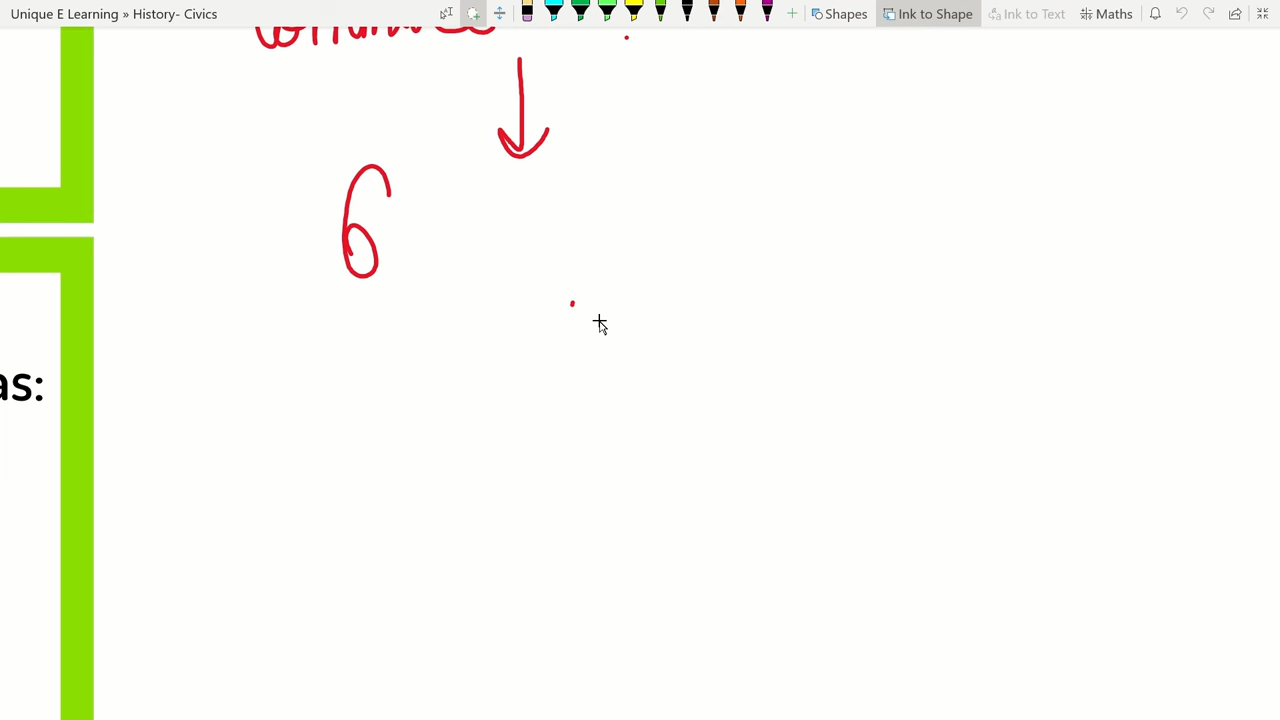 Unique E Learning » History- Civics
Shapes
Ink to Shape
Ink to Text
Maths
6
as: